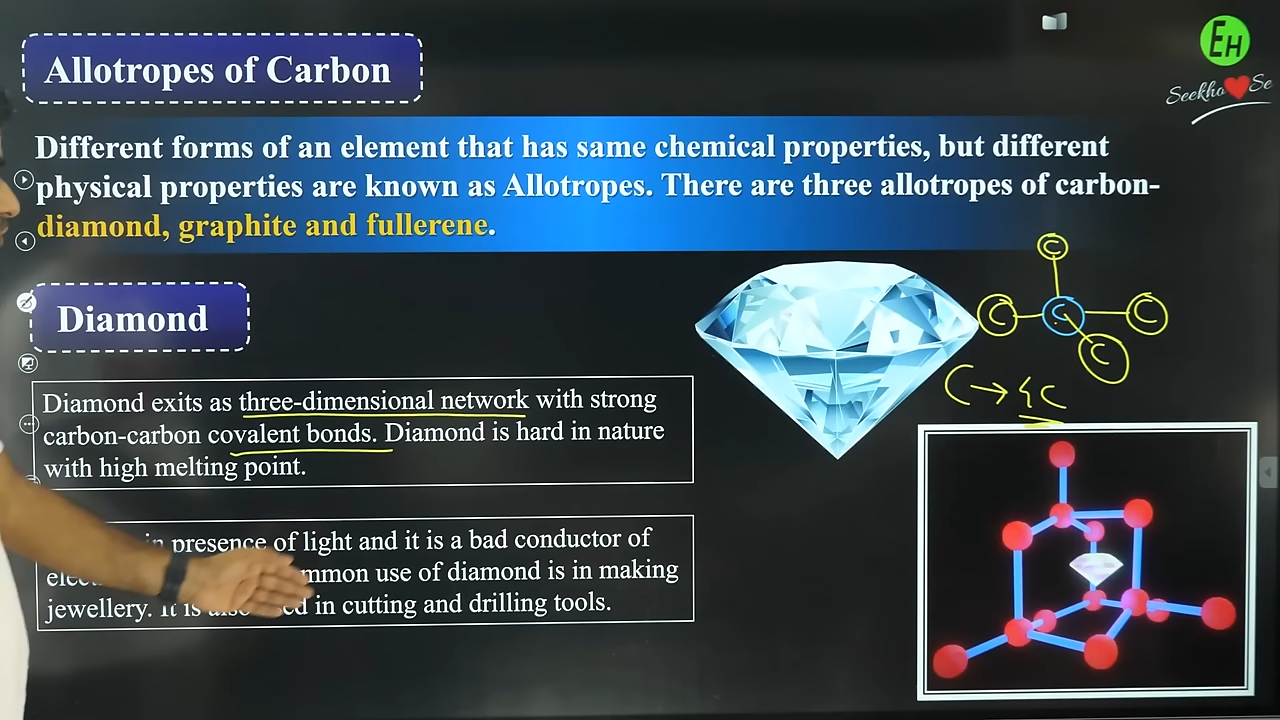 Allotropes of Carbon
EH
Seekho Se
Different forms of an element that has same chemical properties, but different
physical properties are known as Allotropes. There are three allotropes of carbon-
diamond, graphite and fullerene.
Diamond
C
C C C
C
C → 4C
Diamond exits as three-dimensional network with strong
carbon-carbon covalent bonds. Diamond is hard in nature
with high melting point.
in presence of light and it is a bad conductor of
mmon use of diamond is in making
jewellery. It is also in cutting and drilling tools.